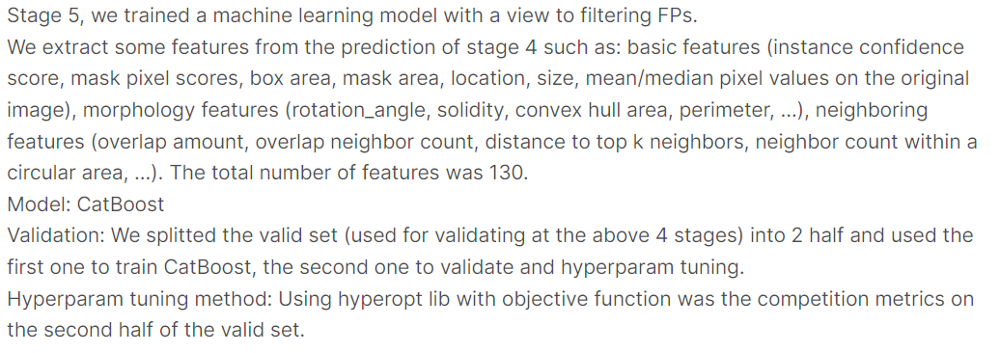 Stage 5, we trained a machine learning model with a view to filtering FPs.
We extract some features from the prediction of stage 4 such as: basic features (instance confidence
score, mask pixel scores, box area, mask area, location, size, mean/median pixel values on the original
image), morphology features (rotation_angle, solidity, convex hull area, perimeter, ...), neighboring
features (overlap amount, overlap neighbor count, distance to top k neighbors, neighbor count within a
circular area, ...). The total number of features was 130.
Model: CatBoost
Validation: We splitted the valid set (used for validating at the above 4 stages) into 2 half and used the
first one to train CatBoost, the second one to validate and hyperparam tuning.
Hyperparam tuning method: Using hyperopt lib with objective function was the competition metrics on
the second half of the valid set.